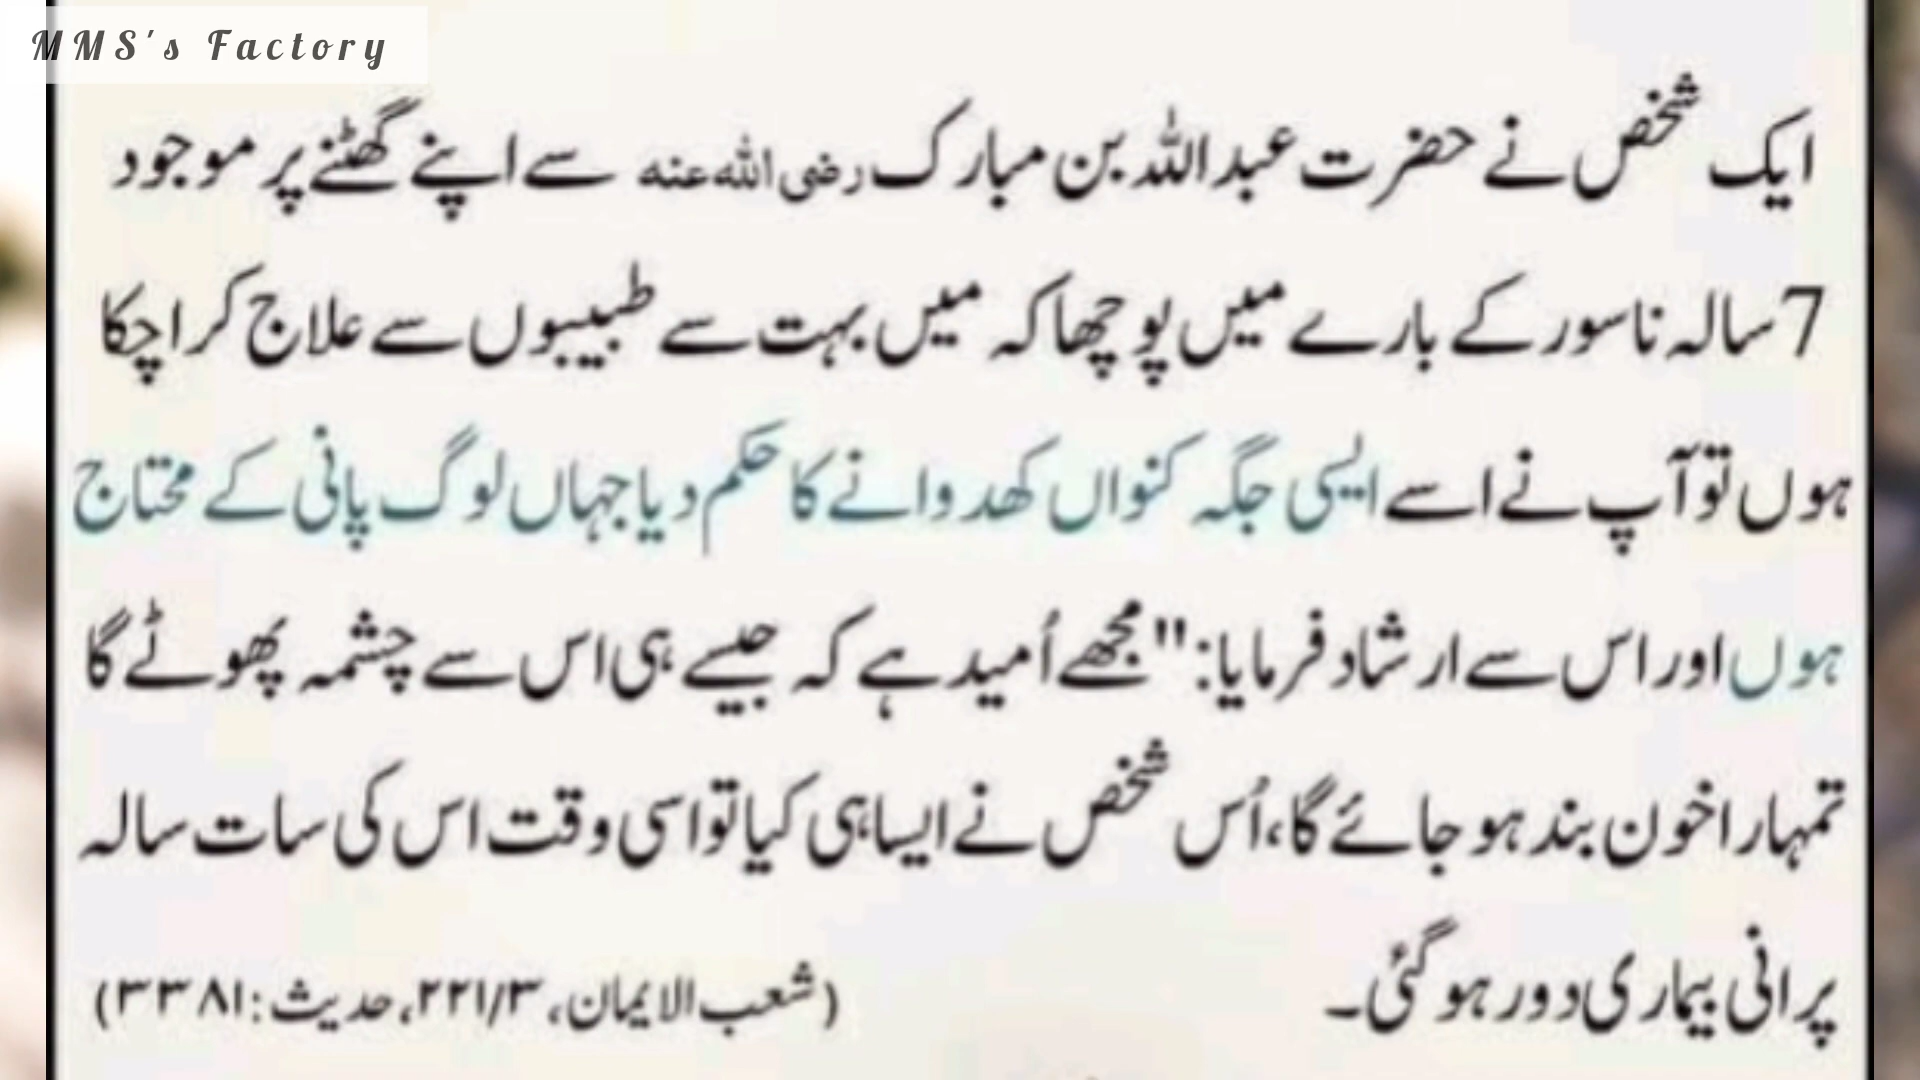 MMS's Factory
ایک شخص نے حضرت عبداللہ بن مبارک رضی اللہ عنہ سے اپنے گھٹنے پر موجود
7 سالہ ناسور کے بارے میں پوچھا کہ میں بہت سے طبیبوں سے علاج کرا چکا
ہوں تو آپ نے اسے ایسی جگہ کنواں کھدوانے کا حکم دیا جہاں لوگ پانی کے محتاج
ہوں اور اس سے ارشاد فرمایا: "مجھے اُمید ہے کہ جیسے ہی اس سے چشمہ پھوٹے گا
تمہارا خون بند ہو جائے گا، اُس شخص نے ایسا ہی کیا تو اسی وقت اس کی سات سالہ
پرانی بیماری دور ہو گئی۔ (شعب الایمان، ۳/۲۲۱، حدیث: ۳۳۸۱)